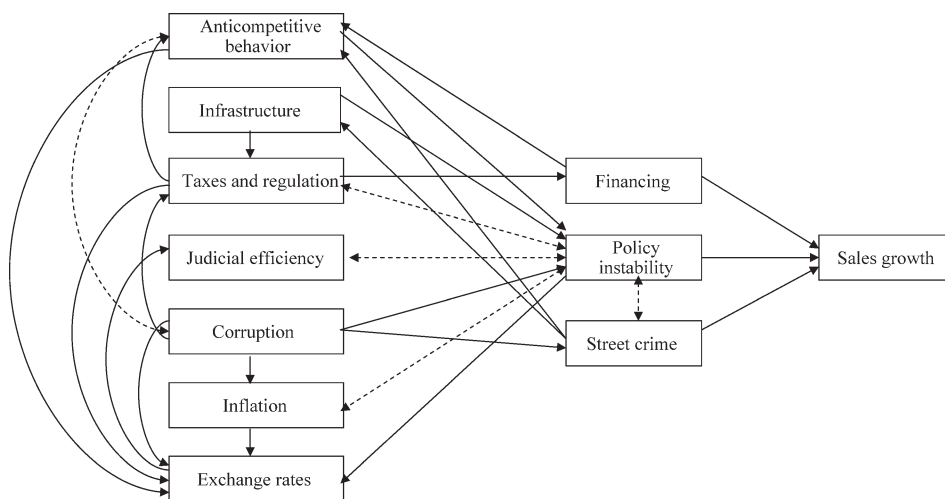 Anticompetitive
behavior
Infrastructure
Taxes and regulation
Financing
Judicial efficiency
Policy
instability
Sales growth
Corruption
Street crime
Inflation
Exchange rates